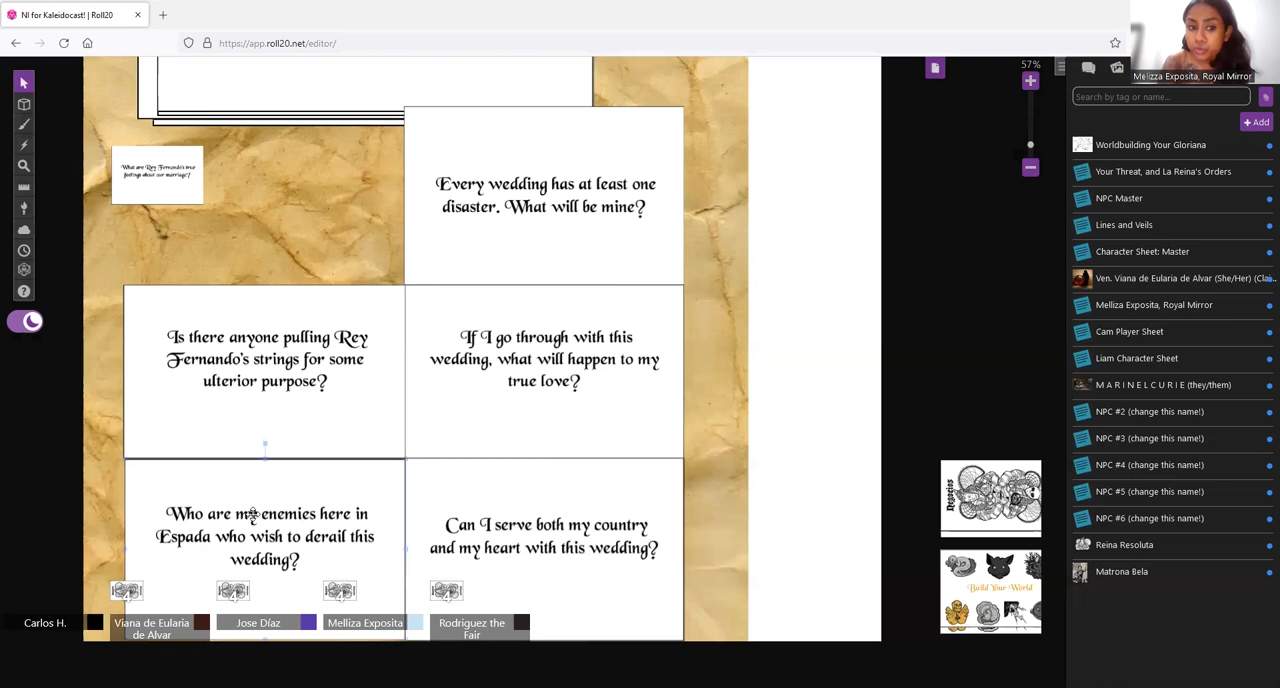 NI for Kaleidocast! | Roll20
https://app.roll20.net/editor/
57%
Melizza Exposita, Royal Mirror
Search by tag or name...
+ Add
What are Rey Fernando's true
feelings about our marriage?
Every wedding has at least one
disaster. What will be mine?
Is there anyone pulling Rey
Fernando's strings for some
ulterior purpose?
If I go through with this
wedding, what will happen to my
true love?
Who are my enemies here in
Espada who wish to derail this
wedding?
Can I serve both my country
and my heart with this wedding?
Carlos H.
Viana de Eularia
de Alvar
Jose Díaz
Melliza Exposita
Rodriguez the
Fair
Worldbuilding Your Gloriana
Your Threat, and La Reina's Orders
NPC Master
Lines and Veils
Character Sheet: Master
Ven. Viana de Eularia de Alvar (She/Her) (Clai...
Melliza Exposita, Royal Mirror
Cam Player Sheet
Liam Character Sheet
M A R I N E L C U R I E (they/them)
NPC #2 (change this name!)
NPC #3 (change this name!)
NPC #4 (change this name!)
NPC #5 (change this name!)
NPC #6 (change this name!)
Reina Resoluta
Matrona Bela
Negocios
Build Your World